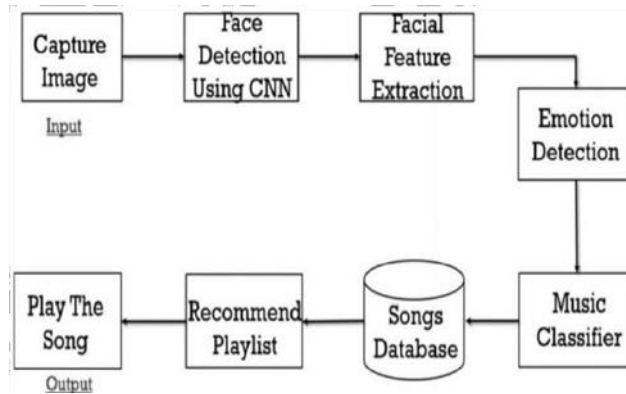 Capture
Image
Input
Face
Detection
Using CNN
Facial
Feature
Extraction
Emotion
Detection
Music
Classifier
Songs
Database
Recommend
Playlist
Play The
Song
Output